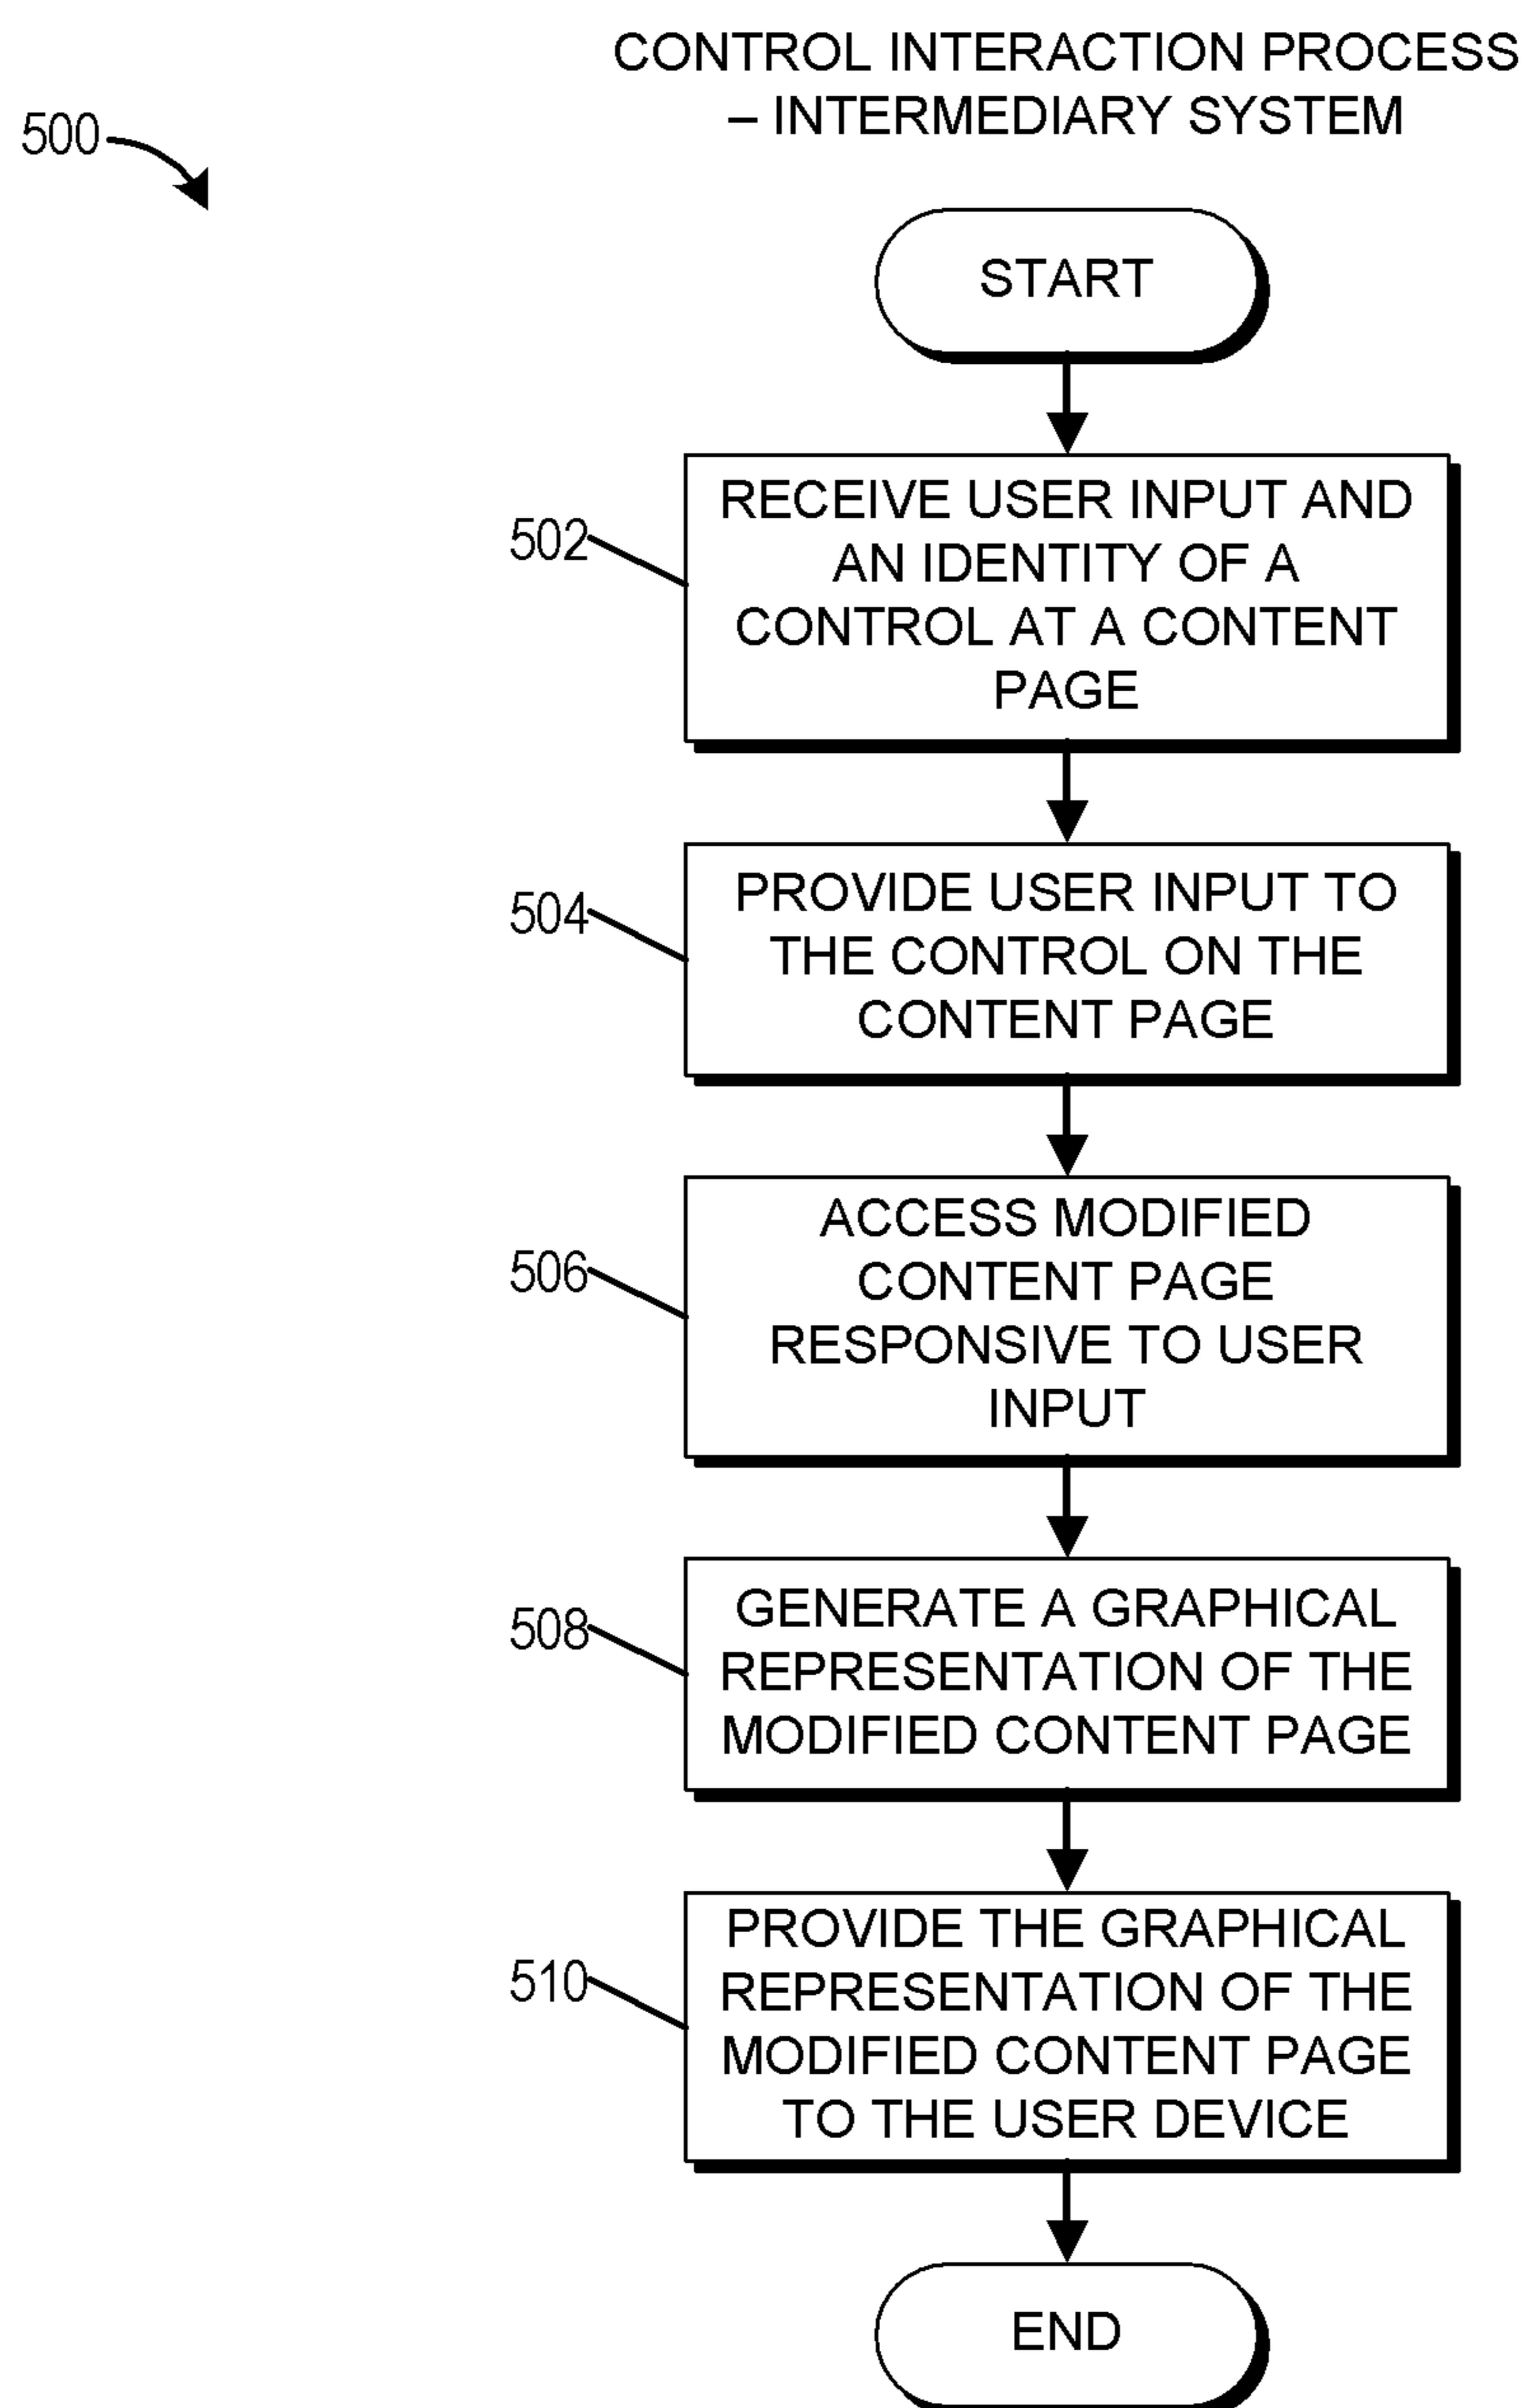 CONTROL INTERACTION PROCESS
– INTERMEDIARY SYSTEM
500
START
502
RECEIVE USER INPUT AND
AN IDENTITY OF A
CONTROL AT A CONTENT
PAGE
504
PROVIDE USER INPUT TO
THE CONTROL ON THE
CONTENT PAGE
506
ACCESS MODIFIED
CONTENT PAGE
RESPONSIVE TO USER
INPUT
508
GENERATE A GRAPHICAL
REPRESENTATION OF THE
MODIFIED CONTENT PAGE
510
PROVIDE THE GRAPHICAL
REPRESENTATION OF THE
MODIFIED CONTENT PAGE
TO THE USER DEVICE
END